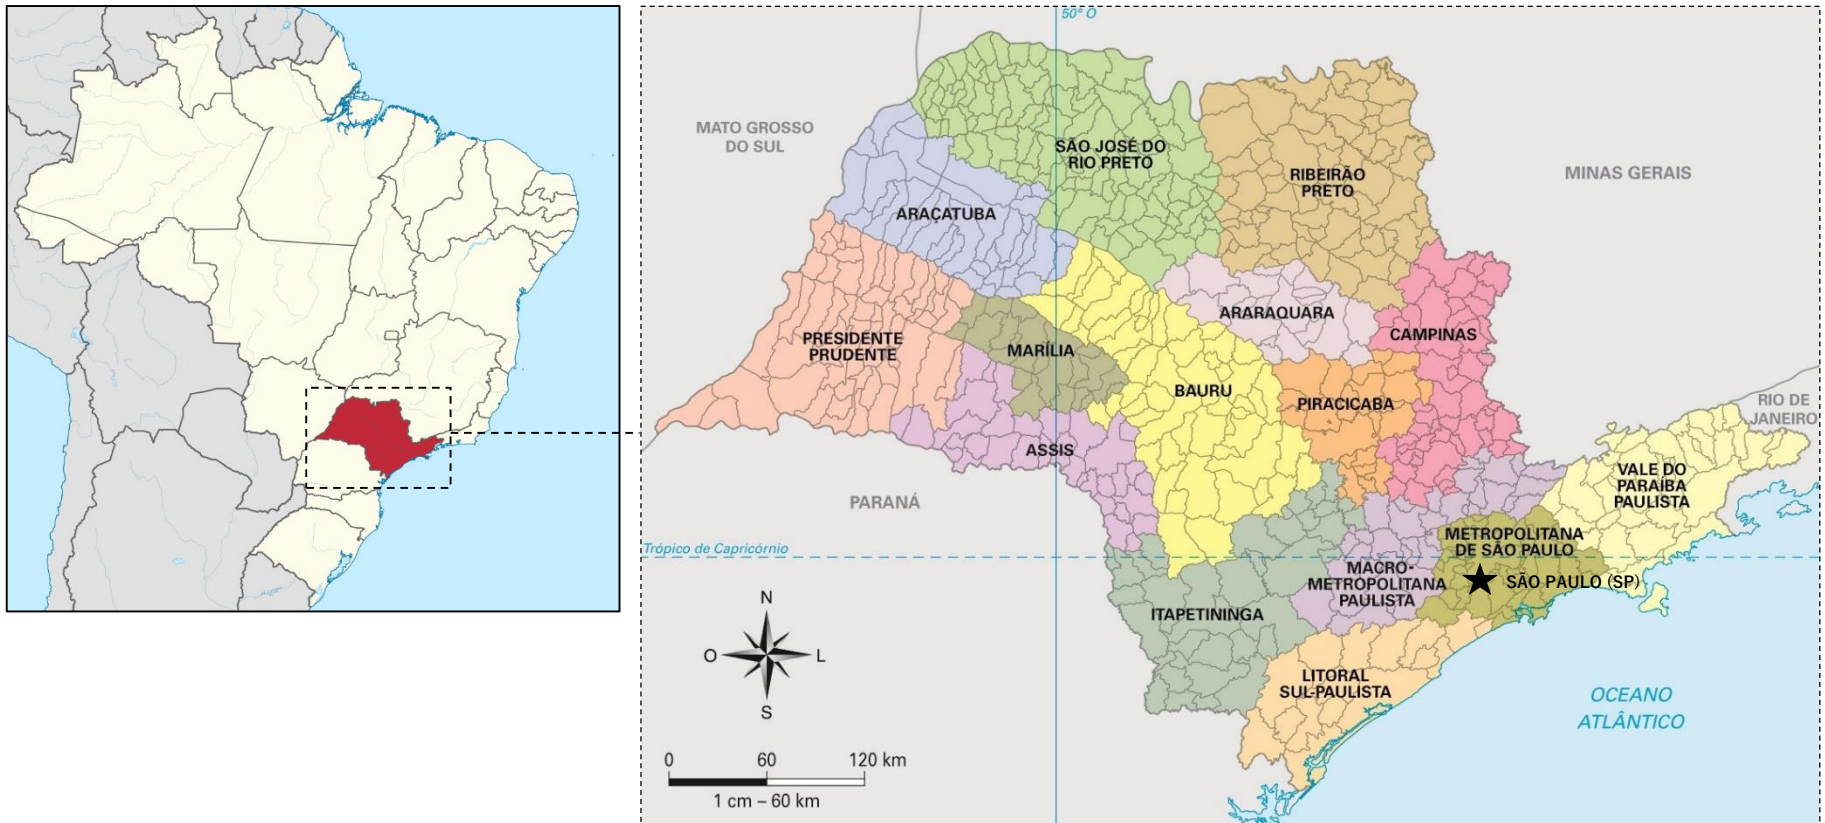 50° O
MATO GROSSO
DO SUL
SÃO JOSÉ DO
RIO PRETO
RIBEIRÃO
PRETO
MINAS GERAIS
ARAÇATUBA
ARARAQUARA
CAMPINAS
PRESIDENTE
PRUDENTE
MARÍLIA
BAURU
PIRACICABA
RIO DE
JANEIRO
ASSIS
VALE DO
PARAÍBA
PAULISTA
PARANÁ
METROPOLITANA
DE SÃO PAULO
Trópico de Capricórnio
MACRO-
METROPOLITANA
PAULISTA
SÃO PAULO (SP)
ITAPETININGA
N
O
L
S
LITORAL
SUL-PAULISTA
OCEANO
ATLÂNTICO
0 60 120 km
1 cm – 60 km